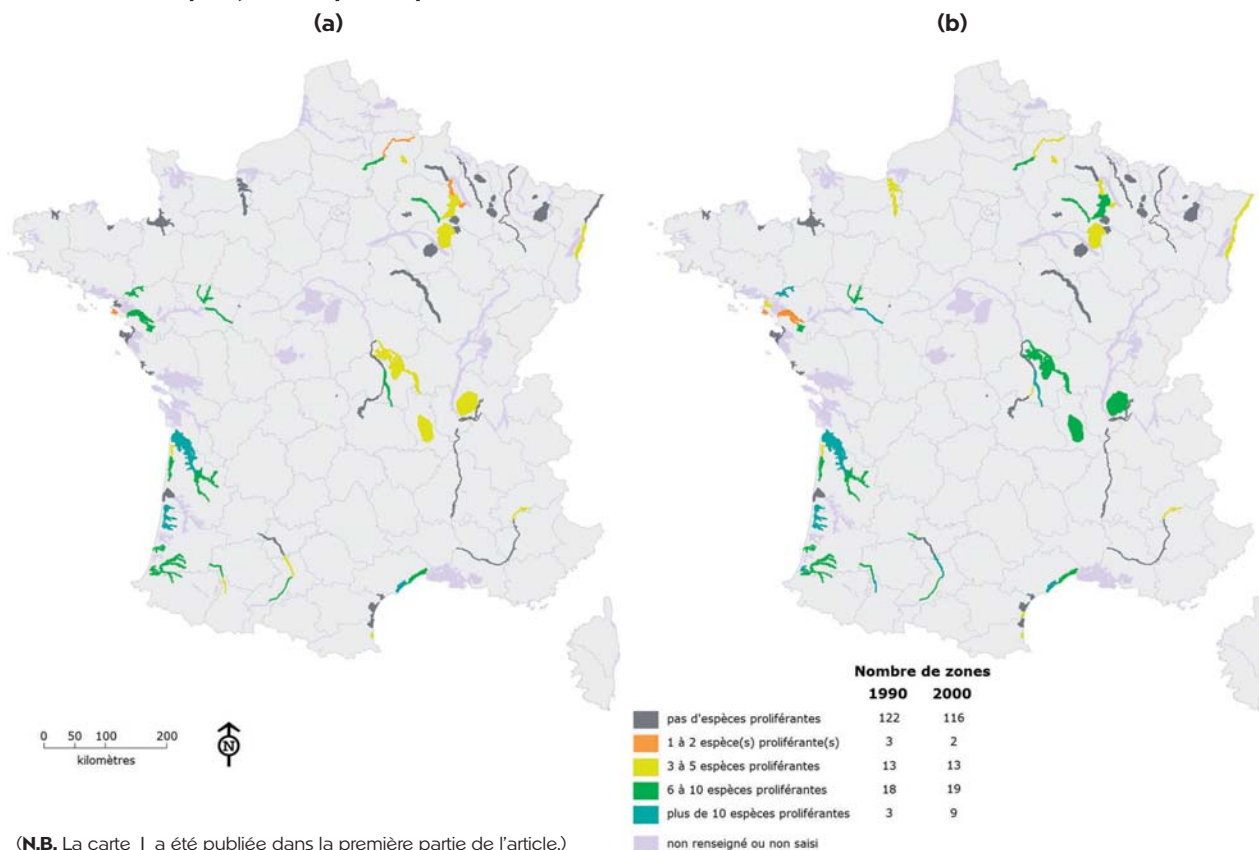 (a)
(b)
Nombre de zones
1990 2000
pas d'espèces proliférantes 122 116
1 à 2 espèce(s) proliférante(s) 3 2
3 à 5 espèces proliférantes 13 13
6 à 10 espèces proliférantes 18 19
plus de 10 espèces proliférantes 3 9
non renseigné ou non saisi
0 50 100 200
kilomètres
N
(N.B. La carte 1 a été publiée dans la première partie de l'article.)